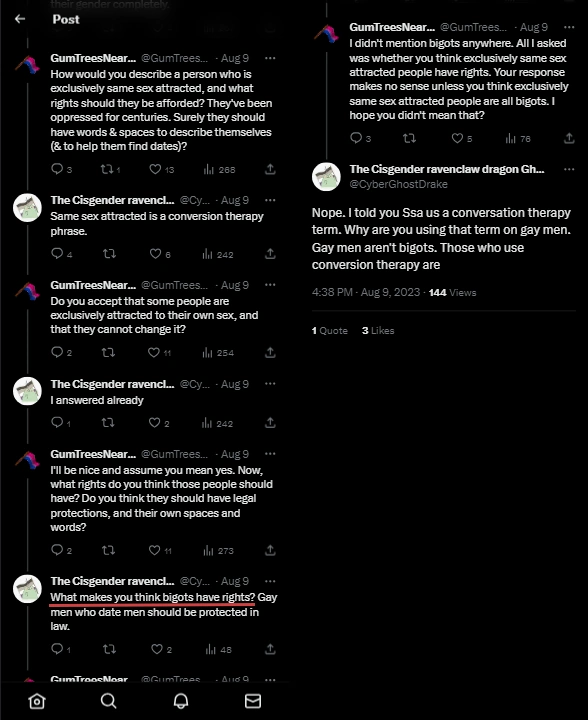 their gender completely.
Post
GumTreesNear... @GumTrees... · Aug 9
How would you describe a person who is
exclusively same sex attracted, and what
rights should they be afforded? They've been
oppressed for centuries. Surely they should
have words & spaces to describe themselves
(& to help them find dates)?
3 1 13 268
The Cisgender ravencl... @Cy... · Aug 9
Same sex attracted is a conversion therapy
phrase.
4 6 242
GumTreesNear... @GumTrees... · Aug 9
Do you accept that some people are
exclusively attracted to their own sex, and
that they cannot change it?
2 11 254
The Cisgender ravencl... @Cy... · Aug 9
I answered already
1 2 242
GumTreesNear... @GumTrees... · Aug 9
I'll be nice and assume you mean yes. Now,
what rights do you think those people should
have? Do you think they should have legal
protections, and their own spaces and
words?
2 11 273
The Cisgender ravencl... @Cy... · Aug 9
What makes you think bigots have rights? Gay
men who date men should be protected in
law.
1 2 48
GumTreesNear... @GumTrees... · Aug 9
GumTreesNear... @GumTrees... · Aug 9
I didn't mention bigots anywhere. All I asked
was whether you think exclusively same sex
attracted people have rights. Your response
makes no sense unless you think exclusively
same sex attracted people are all bigots. I
hope you didn't mean that?
3 5 76
The Cisgender ravenclaw dragon Gh...
@CyberGhostDrake
Nope. I told you Ssa us a conversation therapy
term. Why are you using that term on gay men.
Gay men aren't bigots. Those who use
conversion therapy are
4:38 PM · Aug 9, 2023 · 144 Views
1 Quote 3 Likes